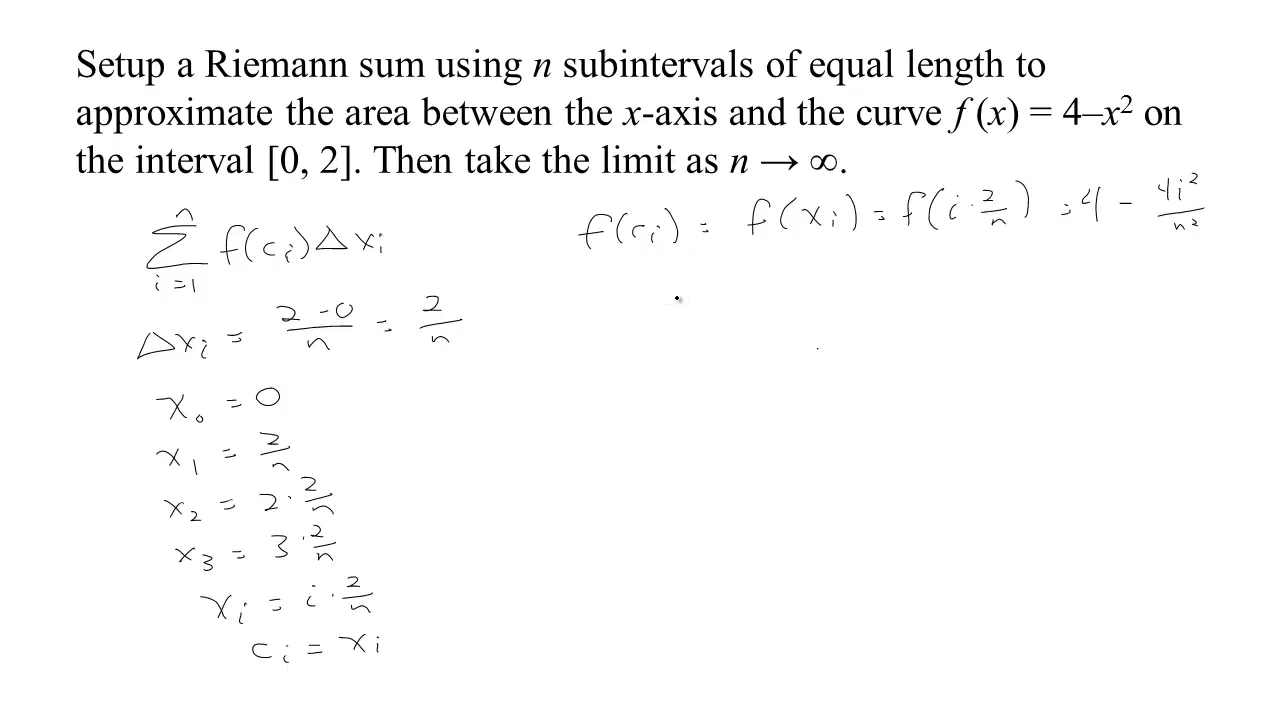 Setup a Riemann sum using n subintervals of equal length to
approximate the area between the x-axis and the curve f (x) = 4–x² on
the interval [0, 2]. Then take the limit as n → ∞.
n
∑ f(cᵢ)Δxᵢ
i=1
Δxᵢ = (2-0)/n = 2/n
x₀ = 0
x₁ = 2/n
x₂ = 2·2/n
x₃ = 3·2/n
xᵢ = i·2/n
cᵢ = xᵢ
f(cᵢ) = f(xᵢ) = f(i·2/n) = 4 - 4i²/n²